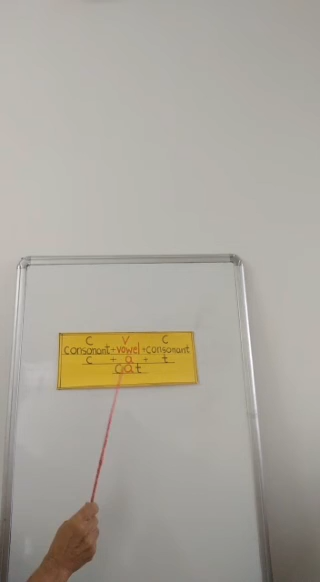 C V C
consonant + vowel + consonant
c + a + t
cat